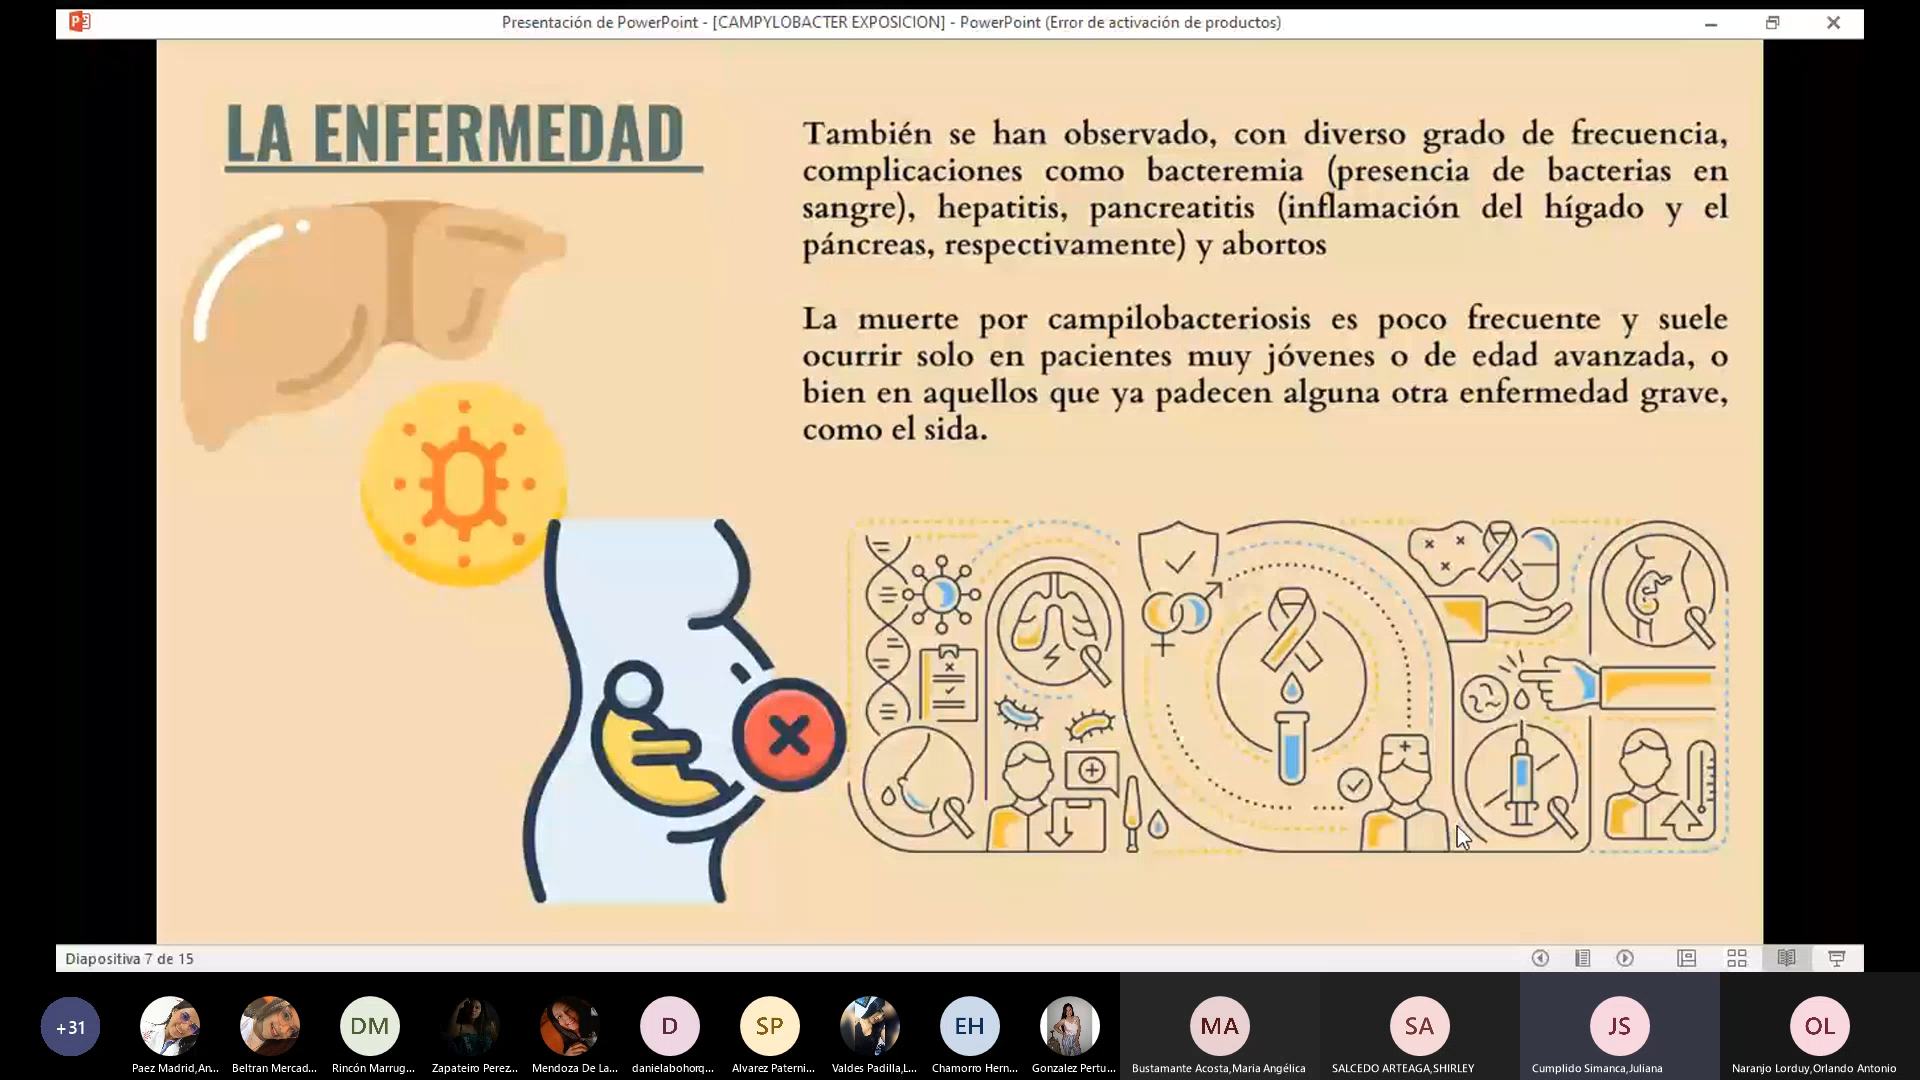 Presentación de PowerPoint - [CAMPYLOBACTER EXPOSICION] - PowerPoint (Error de activación de productos)
LA ENFERMEDAD
También se han observado, con diverso grado de frecuencia,
complicaciones como bacteremia (presencia de bacterias en
sangre), hepatitis, pancreatitis (inflamación del hígado y el
páncreas, respectivamente) y abortos
La muerte por campilobacteriosis es poco frecuente y suele
ocurrir solo en pacientes muy jóvenes o de edad avanzada, o
bien en aquellos que ya padecen alguna otra enfermedad grave,
como el sida.
Diapositiva 7 de 15
+31
DM
D
SP
EH
MA
SA
JS
OL
Paez Madrid,An...
Beltran Mercad...
Rincón Marrug...
Zapateiro Perez...
Mendoza De La...
danielabohorq...
Alvarez Paterni...
Valdes Padilla,L...
Chamorro Hern...
Gonzalez Pertu...
Bustamante Acosta,Maria Angélica
SALCEDO ARTEAGA,SHIRLEY
Cumplido Simanca,Juliana
Naranjo Lorduy,Orlando Antonio